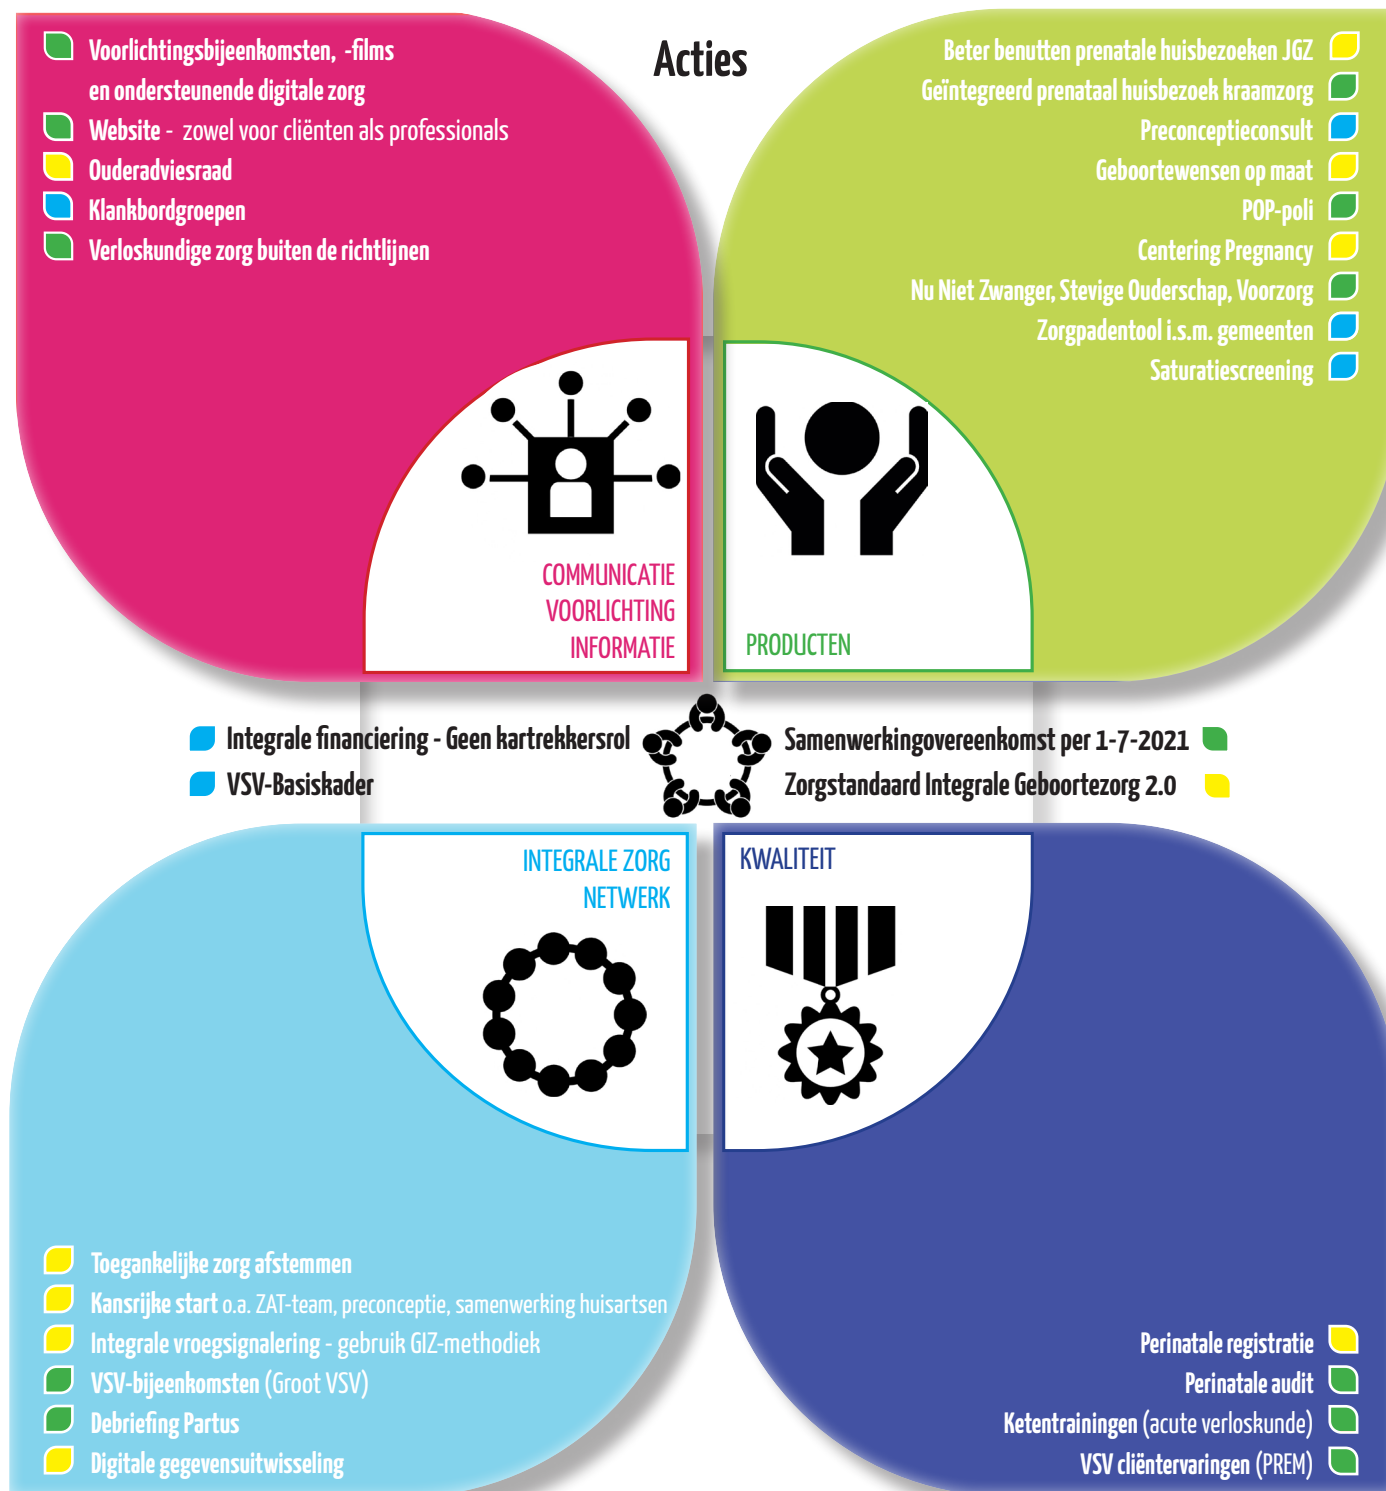 Acties
Voorlichtingsbijeenkomsten, -films
en ondersteunende digitale zorg
Website - zowel voor cliënten als professionals
Ouderadviesraad
Klankbordgroepen
Verloskundige zorg buiten de richtlijnen
COMMUNICATIE
VOORLICHTING
INFORMATIE
Beter benutten prenatale huisbezoeken JGZ
Geïntegreerd prenataal huisbezoek kraamzorg
Preconceptieconsult
Geboortewensen op maat
POP-poli
Centering Pregnancy
Nu Niet Zwanger, Stevige Ouderschap, Voorzorg
Zorgpadentool i.s.m. gemeenten
Saturatiescreening
PRODUCTEN
Integrale financiering - Geen kartrekkersrol
VSV-Basiskader
Samenwerkingovereenkomst per 1-7-2021
Zorgstandaard Integrale Geboortezorg 2.0
INTEGRALE ZORG
NETWERK
Toegankelijke zorg afstemmen
Kansrijke start o.a. ZAT-team, preconceptie, samenwerking huisartsen
Integrale vroegsignalering - gebruik GIZ-methodiek
VSV-bijeenkomsten (Groot VSV)
Debriefing Partus
Digitale gegevensuitwisseling
KWALITEIT
Perinatale registratie
Perinatale audit
Ketentrainingen (acute verloskunde)
VSV cliëntervaringen (PREM)